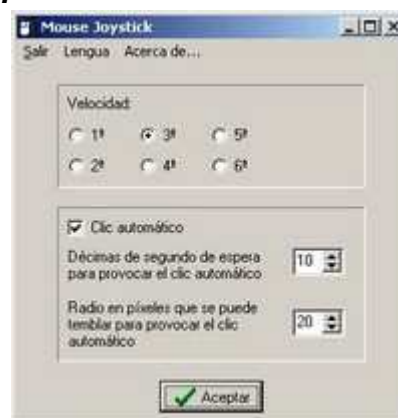 Mouse Joystick
Salir Lengua Acerca de...
Velocidad:
1ª 3ª 5ª
2ª 4ª 6ª
Clic automático
Décimas de segundo de espera
para provocar el clic automático
10
Radio en píxeles que se puede
temblar para provocar el clic
automático
20
Aceptar